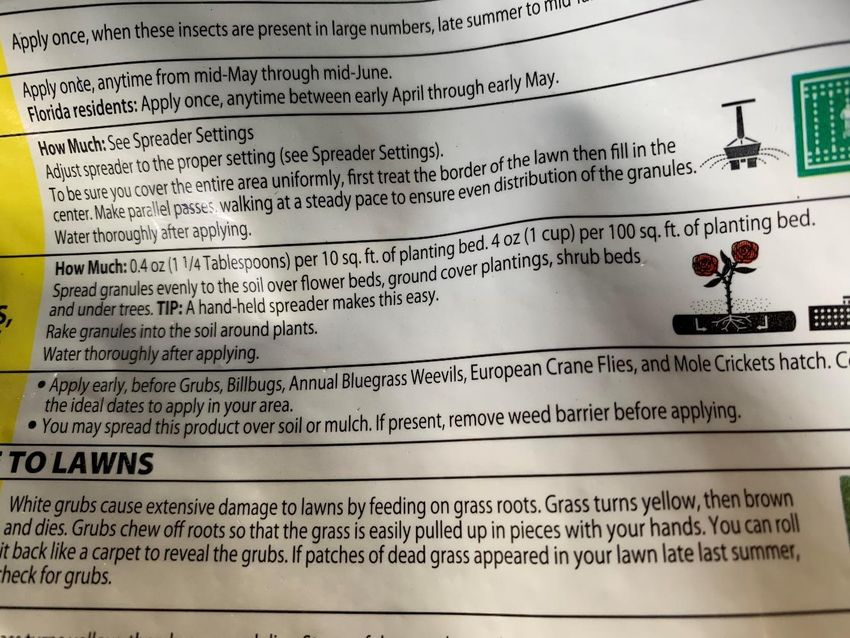 Apply once, when these insects are present in large numbers, late summer to mid
Apply once, anytime from mid-May through mid-June.
Florida residents: Apply once, anytime between early April through early May.
How Much: See Spreader Settings
Adjust spreader to the proper setting (see Spreader Settings).
To be sure you cover the entire area uniformly, first treat the border of the lawn then fill in the
center. Make parallel passes, walking at a steady pace to ensure even distribution of the granules.
Water thoroughly after applying.
How Much: 0.4 oz (1 1/4 Tablespoons) per 10 sq. ft. of planting bed. 4 oz (1 cup) per 100 sq. ft. of planting bed.
Spread granules evenly to the soil over flower beds, ground cover plantings, shrub beds
and under trees. TIP: A hand-held spreader makes this easy.
Rake granules into the soil around plants.
Water thoroughly after applying.
• Apply early, before Grubs, Billbugs, Annual Bluegrass Weevils, European Crane Flies, and Mole Crickets hatch.
the ideal dates to apply in your area.
• You may spread this product over soil or mulch. If present, remove weed barrier before applying.
TO LAWNS
White grubs cause extensive damage to lawns by feeding on grass roots. Grass turns yellow, then brown
and dies. Grubs chew off roots so that the grass is easily pulled up in pieces with your hands. You can roll
it back like a carpet to reveal the grubs. If patches of dead grass appeared in your lawn late last summer,
check for grubs.